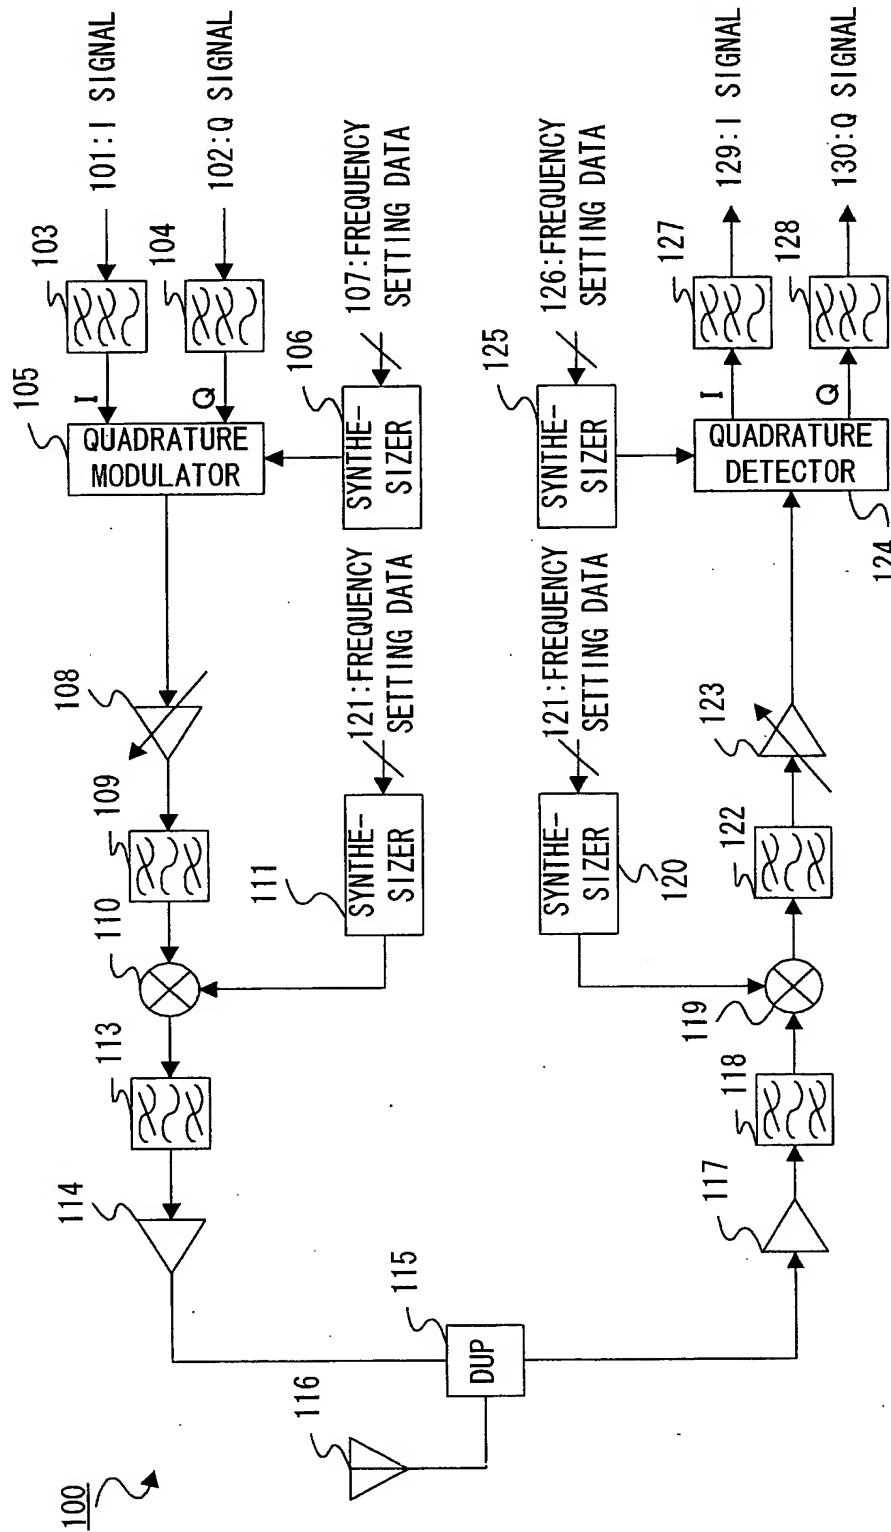 100
116
DUP
115
114
113
110
109
108
105
QUADRATURE
MODULATOR
I
Q
103
104
101:I SIGNAL
102:Q SIGNAL
111
SYNTHE-
SIZER
121:FREQUENCY
SETTING DATA
106
SYNTHE-
SIZER
107:FREQUENCY
SETTING DATA
120
SYNTHE-
SIZER
121:FREQUENCY
SETTING DATA
125
SYNTHE-
SIZER
126:FREQUENCY
SETTING DATA
117
118
119
122
123
124
QUADRATURE
DETECTOR
I
Q
127
128
129:I SIGNAL
130:Q SIGNAL